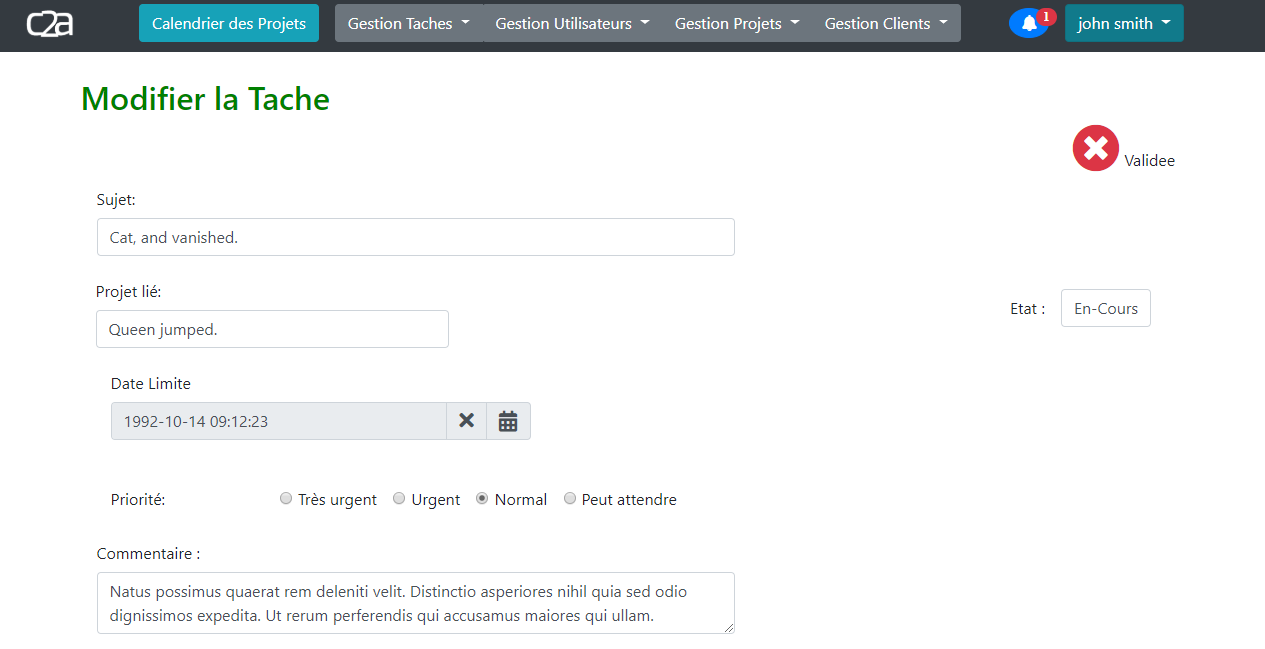 c2a
Calendrier des Projets
Gestion Taches
Gestion Utilisateurs
Gestion Projets
Gestion Clients
1
john smith
Modifier la Tache
Validee
Sujet:
Cat, and vanished.
Projet lié:
Queen jumped.
Etat :
En-Cours
Date Limite
1992-10-14 09:12:23
Priorité:
Très urgent
Urgent
Normal
Peut attendre
Commentaire :
Natus possimus quaerat rem deleniti velit. Distinctio asperiores nihil quia sed odio
dignissimos expedita. Ut rerum perferendis qui accusamus maiores qui ullam.